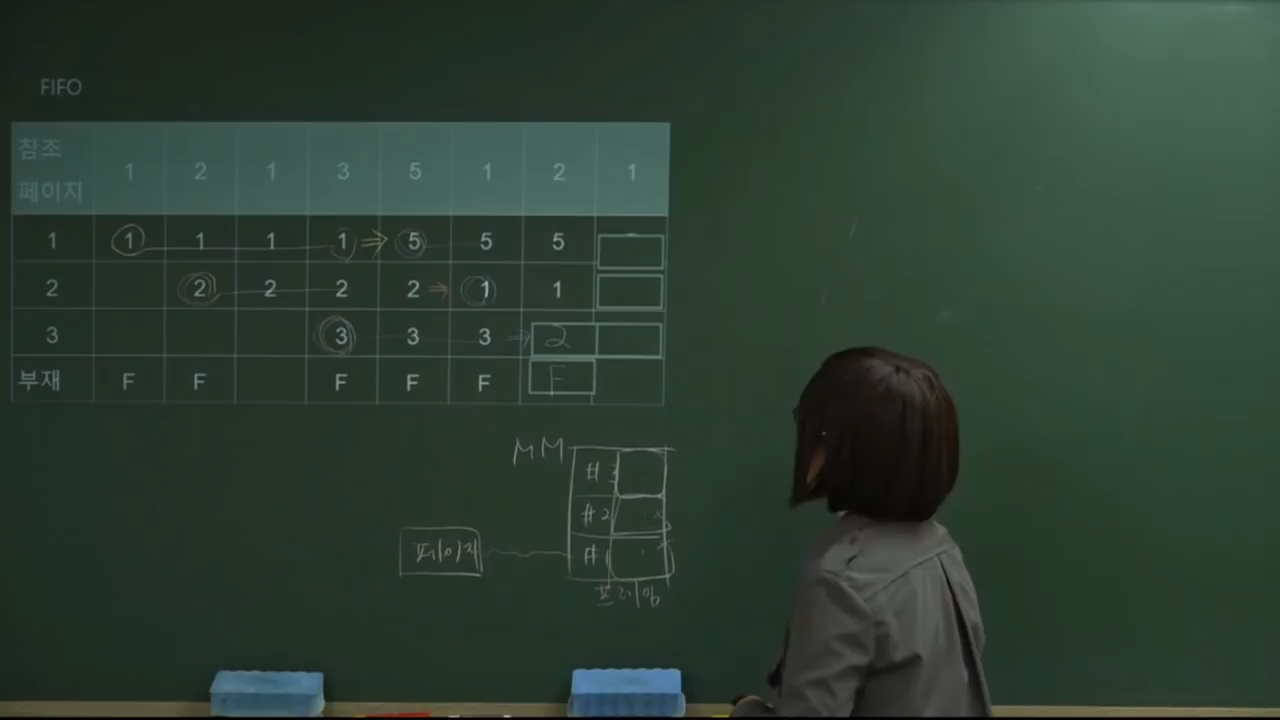 FIFO
참조 페이지 1 2 1 3 5 1 2 1
1 1 1 1 1 ⇒ 5 5 5
2 2 2 2 2 → 1 1
3 3 3 3 → 2
부재 F F F F F F
MM
#3
#2
페이지 #1
프레임